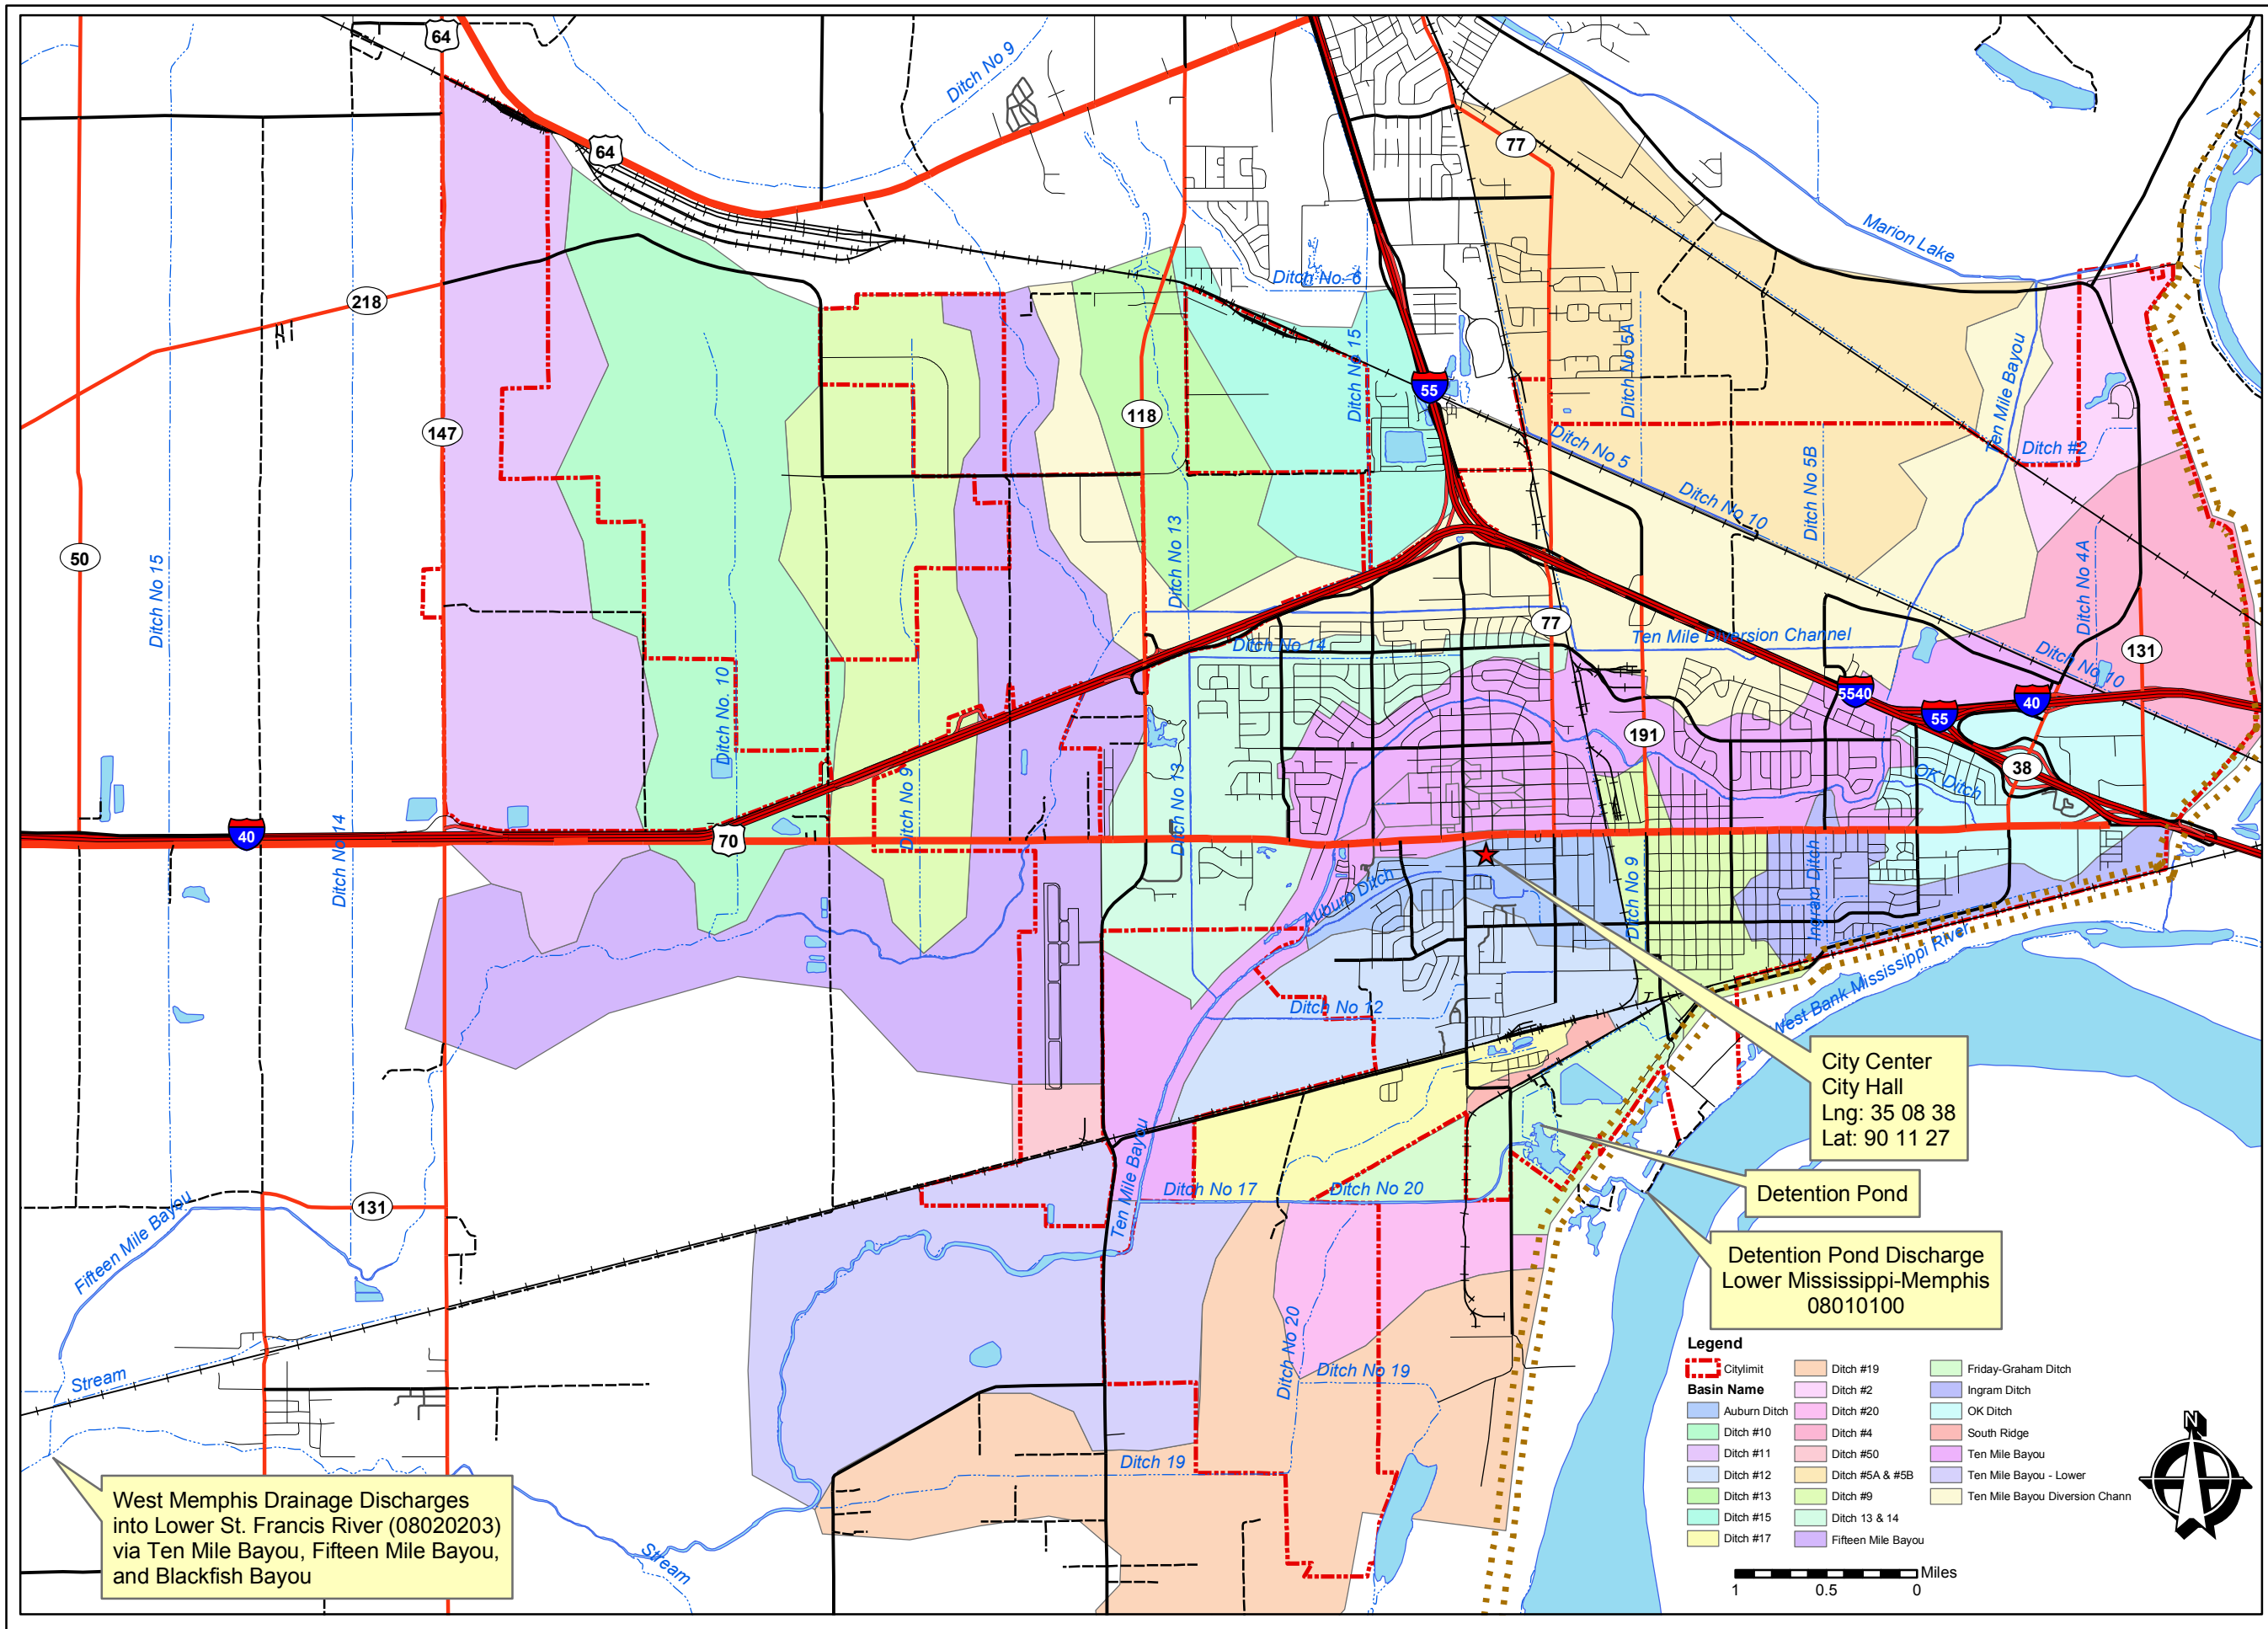 64
Ditch No 9
64
77
Marion Lake
218
Ditch No. 6
Ditch No 15
Ditch No 5A
Ten Mile Bayou
55
147
118
Ditch No 5
Ditch #2
Ditch No 10
Ditch No 5B
50
Ditch No 15
Ditch No 13
Ditch No 4A
77
Ten Mile Diversion Channel
Ditch No 14
131
Ditch No 10
Ditch No. 10
5540
40
55
191
38
Ditch No 9
Ditch No 13
OK Ditch
40
70
Ditch No 14
Auburn Ditch
Ditch No 9
Ingram Ditch
Ditch No 12
West Bank Mississippi River
City Center
City Hall
Lng: 35 08 38
Lat: 90 11 27
Ten Mile Bayou
Ditch No 17
Ditch No 20
Detention Pond
131
Fifteen Mile Bayou
Detention Pond Discharge
Lower Mississippi-Memphis
08010100
Ditch No 20
Ditch No 19
Stream
Ditch 19
Stream
West Memphis Drainage Discharges
into Lower St. Francis River (08020203)
via Ten Mile Bayou, Fifteen Mile Bayou,
and Blackfish Bayou
Legend
Citylimit
Basin Name
Auburn Ditch
Ditch #10
Ditch #11
Ditch #12
Ditch #13
Ditch #15
Ditch #17
Ditch #19
Ditch #2
Ditch #20
Ditch #4
Ditch #50
Ditch #5A & #5B
Ditch #9
Ditch 13 & 14
Fifteen Mile Bayou
Friday-Graham Ditch
Ingram Ditch
OK Ditch
South Ridge
Ten Mile Bayou
Ten Mile Bayou - Lower
Ten Mile Bayou Diversion Chann
N
Miles
1 0.5 0